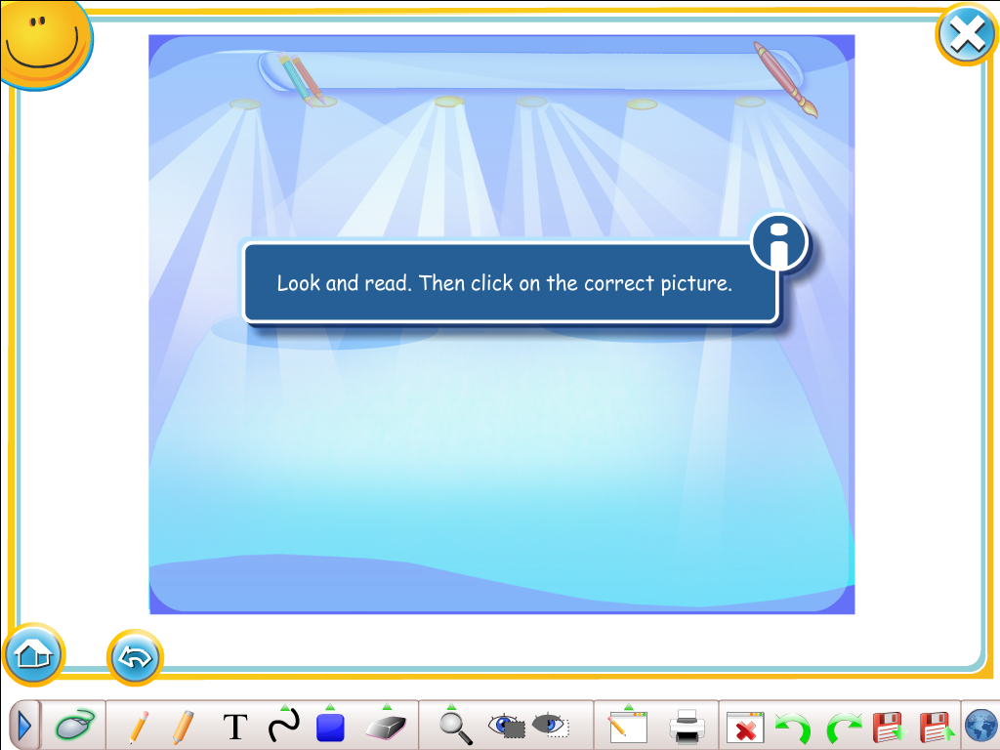 Look and read. Then click on the correct picture.
T